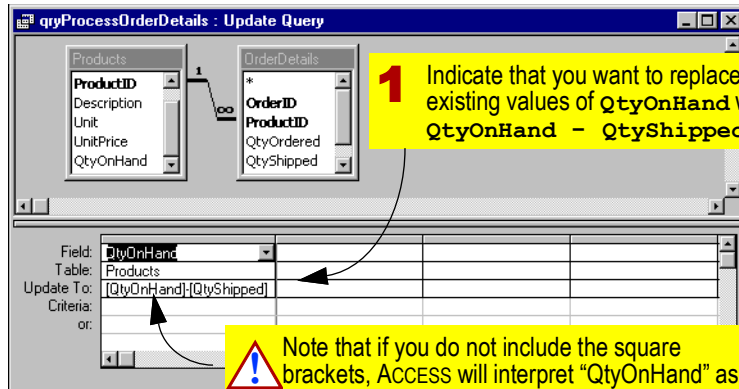 qryProcessOrderDetails : Update Query
Products
ProductID
Description
Unit
UnitPrice
QtyOnHand
1
∞
OrderDetails
*
OrderID
ProductID
QtyOrdered
QtyShipped
1
Indicate that you want to replace
existing values of QtyOnHand
QtyOnHand - QtyShipped
Field: QtyOnHand
Table: Products
Update To: [QtyOnHand]-[QtyShipped]
Criteria:
or:
!
Note that if you do not include the square
brackets, ACCESS will interpret “QtyOnHand” as